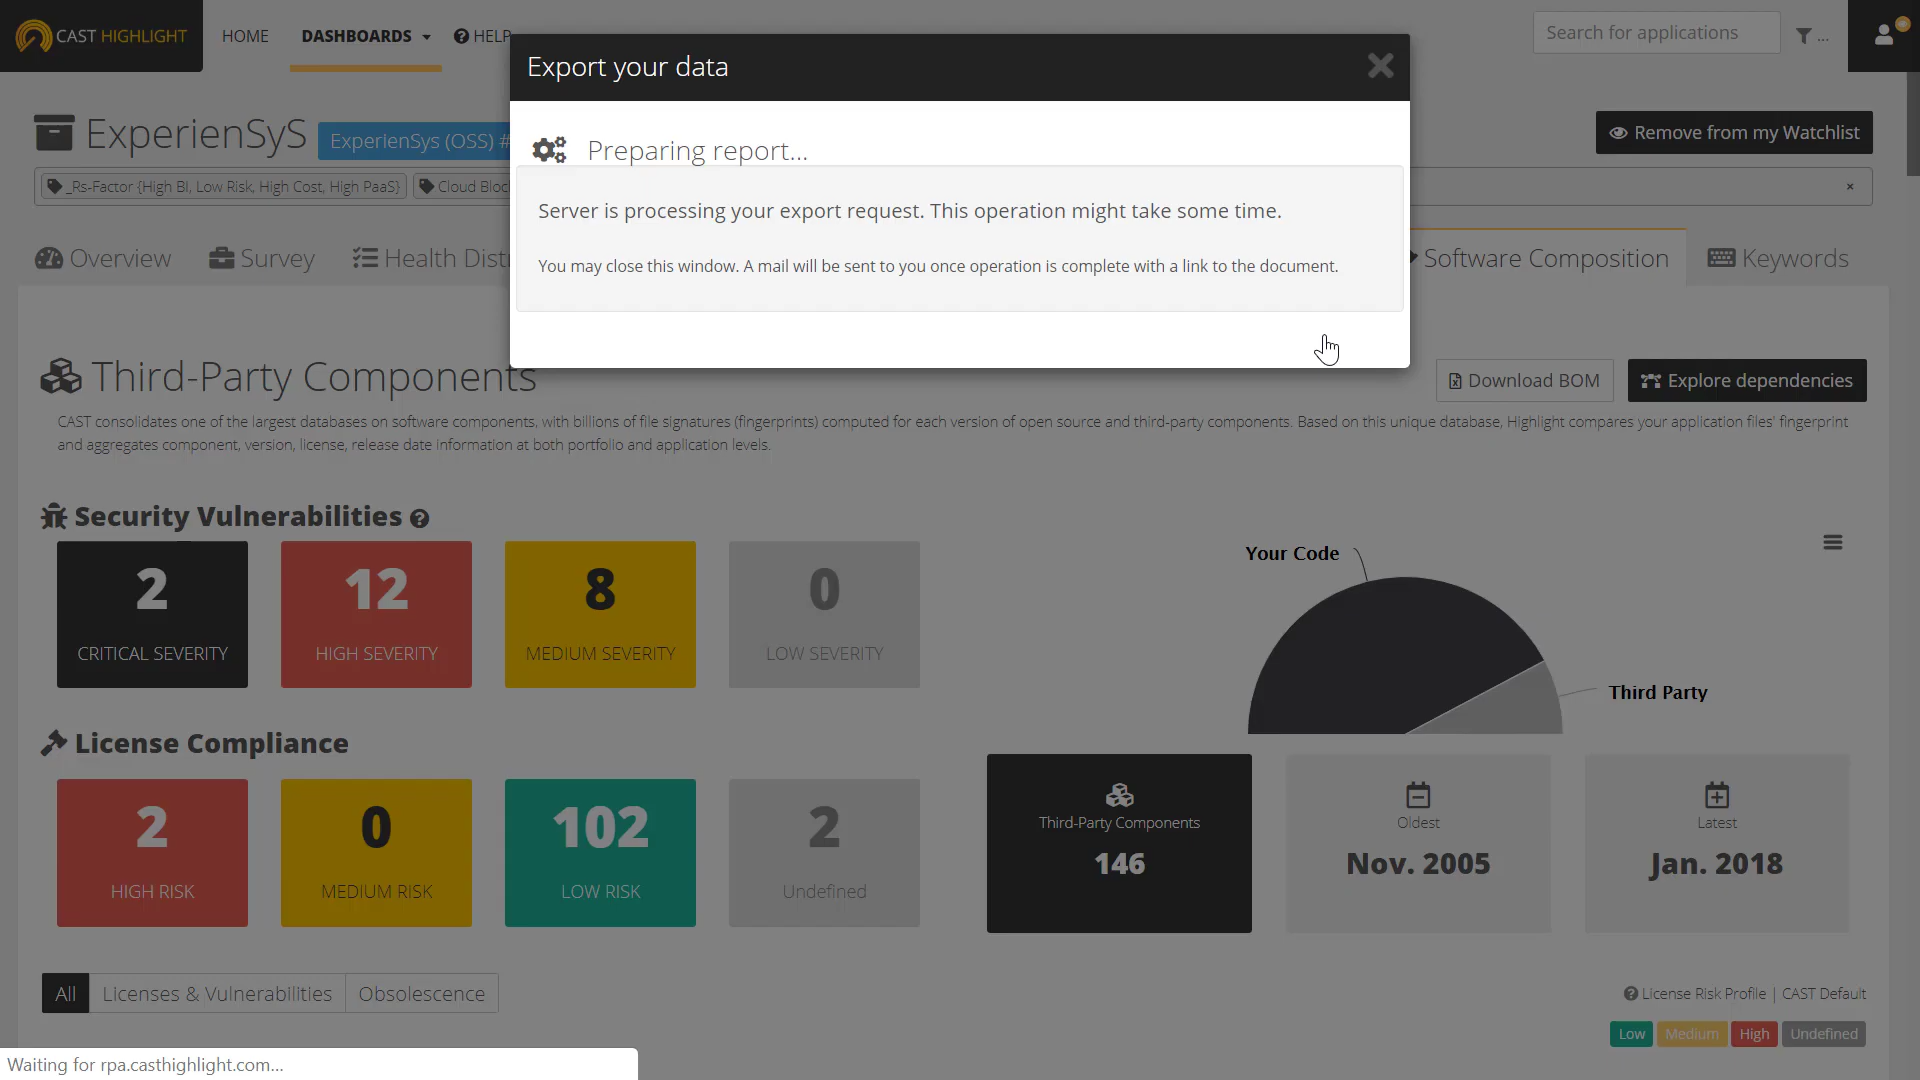 CAST HIGHLIGHT
HOME
DASHBOARDS
HELP
Search for applications
...
Export your data
Preparing report...
Server is processing your export request. This operation might take some time.
You may close this window. A mail will be sent to you once operation is complete with a link to the document.
ExperienSyS
ExperienSys (OSS) #
Remove from my Watchlist
_Rs-Factor {High BI, Low Risk, High Cost, High PaaS}
Cloud Bloc
×
Overview
Survey
Health Dist
Software Composition
Keywords
Third-Party Components
Download BOM
Explore dependencies
CAST consolidates one of the largest databases on software components, with billions of file signatures (fingerprints) computed for each version of open source and third-party components. Based on this unique database, Highlight compares your application files' fingerprint
and aggregates component, version, license, release date information at both portfolio and application levels.
Security Vulnerabilities
2
CRITICAL SEVERITY
12
HIGH SEVERITY
8
MEDIUM SEVERITY
0
LOW SEVERITY
Your Code
Third Party
License Compliance
2
HIGH RISK
0
MEDIUM RISK
102
LOW RISK
2
Undefined
Third-Party Components
146
Oldest
Nov. 2005
Latest
Jan. 2018
All
Licenses & Vulnerabilities
Obsolescence
License Risk Profile | CAST Default
Low
Medium
High
Undefined
Waiting for rpa.casthighlight.com...